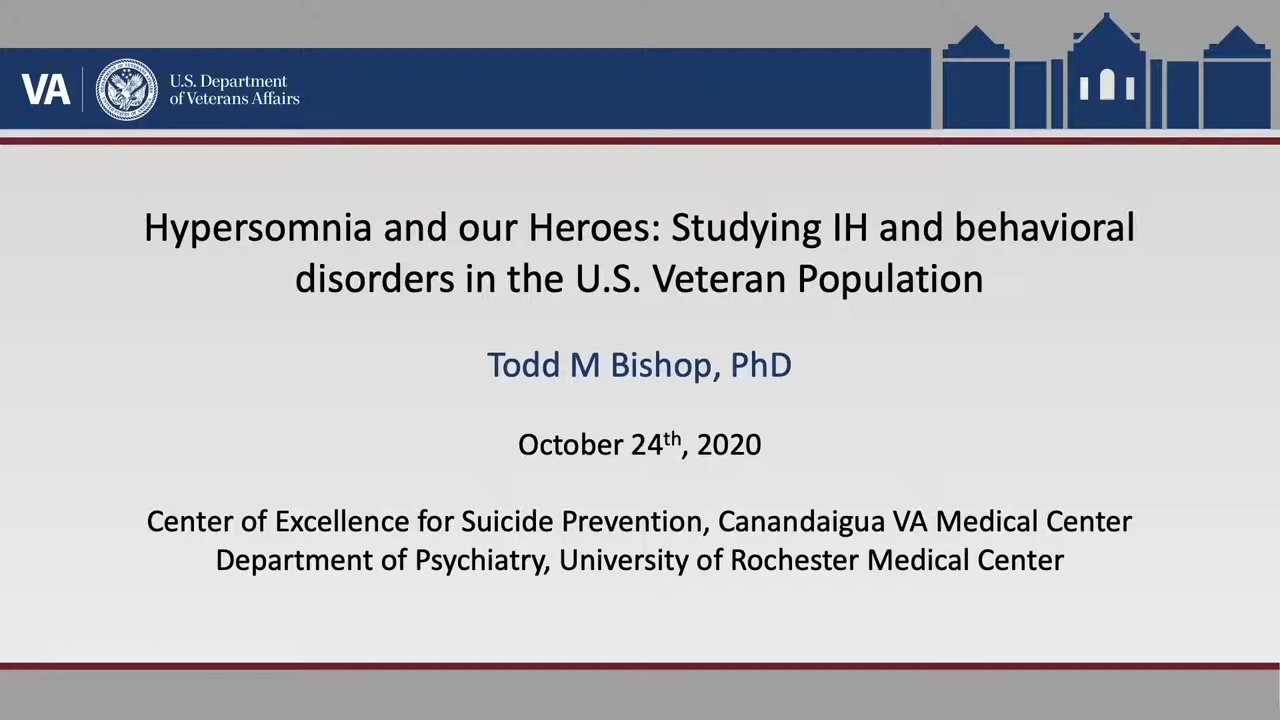 VA
U.S. Department
of Veterans Affairs
Hypersomnia and our Heroes: Studying IH and behavioral
disorders in the U.S. Veteran Population
Todd M Bishop, PhD
October 24th, 2020
Center of Excellence for Suicide Prevention, Canandaigua VA Medical Center
Department of Psychiatry, University of Rochester Medical Center